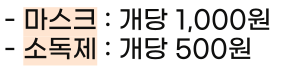 - 마스크 : 개당 1,000원
- 소독제 : 개당 500원